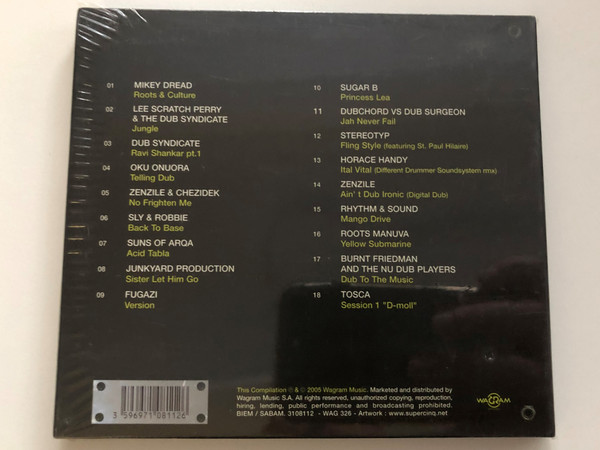 01 MIKEY DREAD
Roots & Culture
02 LEE SCRATCH PERRY
& THE DUB SYNDICATE
Jungle
03 DUB SYNDICATE
Ravi Shankar pt.1
04 OKU ONUORA
Telling Dub
05 ZENZILE & CHEZIDEK
No Frighten Me
06 SLY & ROBBIE
Back To Base
07 SUNS OF ARQA
Acid Tabla
08 JUNKYARD PRODUCTION
Sister Let Him Go
09 FUGAZI
Version
10 SUGAR B
Princess Lea
11 DUBCHORD VS DUB SURGEON
Jah Never Fail
12 STEREOTYP
Fling Style (featuring St. Paul Hilaire)
13 HORACE HANDY
Ital Vital (Different Drummer Soundsystem rmx)
14 ZENZILE
Ain' t Dub Ironic (Digital Dub)
15 RHYTHM & SOUND
Mango Drive
16 ROOTS MANUVA
Yellow Submarine
17 BURNT FRIEDMAN
AND THE NU DUB PLAYERS
Dub To The Music
18 TOSCA
Session 1 "D-moll"
3 596971 081126
This Compilation ℗ & © 2005 Wagram Music. Marketed and distributed by
Wagram Music S.A. All rights reserved, unauthorized copying, reproduction,
hiring, lending, public performance and broadcasting prohibited.
BIEM / SABAM. 3108112 - WAG 326 - Artwork : www.supercinq.net
WAGRAM